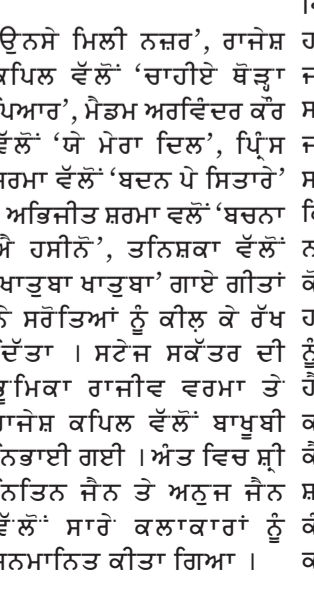 ਉਨਸੇ ਮਿਲੀ ਨਜ਼ਰ’, ਰਾਜੇਸ਼
ਕਪਿਲ ਵੱਲੋਂ ‘ਚਾਹੀਏ ਥੋੜ੍ਹਾ
ਪਿਆਰ’, ਮੈਡਮ ਅਰਵਿੰਦਰ ਕੌਰ
ਵੱਲੋਂ ‘ਯੇ ਮੇਰਾ ਦਿਲ’, ਪ੍ਰਿੰਸ
ਸ਼ਰਮਾ ਵੱਲੋਂ ‘ਬਦਨ ਪੇ ਸਿਤਾਰੇ’
ਅਭਿਜੀਤ ਸ਼ਰਮਾ ਵਲੋਂ ‘ਬਚਨਾ
ਐ ਹਸੀਨੋ’, ਤਨਿਸ਼ਕਾ ਵੱਲੋਂ
ਖਾਤੁਬਾ ਖਾਤੁਬਾ’ ਗਾਏ ਗੀਤਾਂ
ਨੇ ਸਰੋਤਿਆਂ ਨੂੰ ਕੀਲ੍ਹ ਕੇ ਰੱਖ
ਦਿੱਤਾ । ਸਟੇਜ ਸਕੱਤਰ ਦੀ
ਭੂਮਿਕਾ ਰਾਜੀਵ ਵਰਮਾ ਤੇ
ਰਾਜੇਸ਼ ਕਪਿਲ ਵੱਲੋਂ ਬਾਖੂਬੀ
ਨਿਭਾਈ ਗਈ । ਅੰਤ ਵਿਚ ਸ਼੍ਰੀ
ਨਿਤਿਨ ਜੈਨ ਤੇ ਅਨੁਜ ਜੈਨ
ਵੱਲੋਂ ਸਾਰੇ ਕਲਾਕਾਰਾਂ ਨੂੰ
ਸਨਮਾਨਿਤ ਕੀਤਾ ਗਿਆ ।